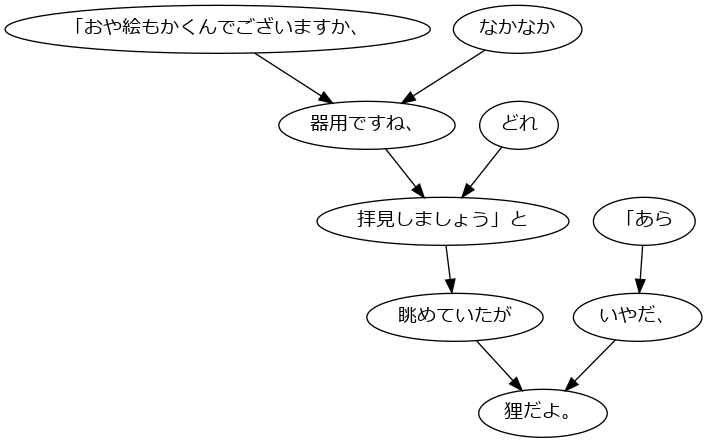 「おや絵もかくんでございますか、
なかなか
器用ですね、
どれ
拝見しましょう」と
「あら
眺めていたが
いやだ、
狸だよ。